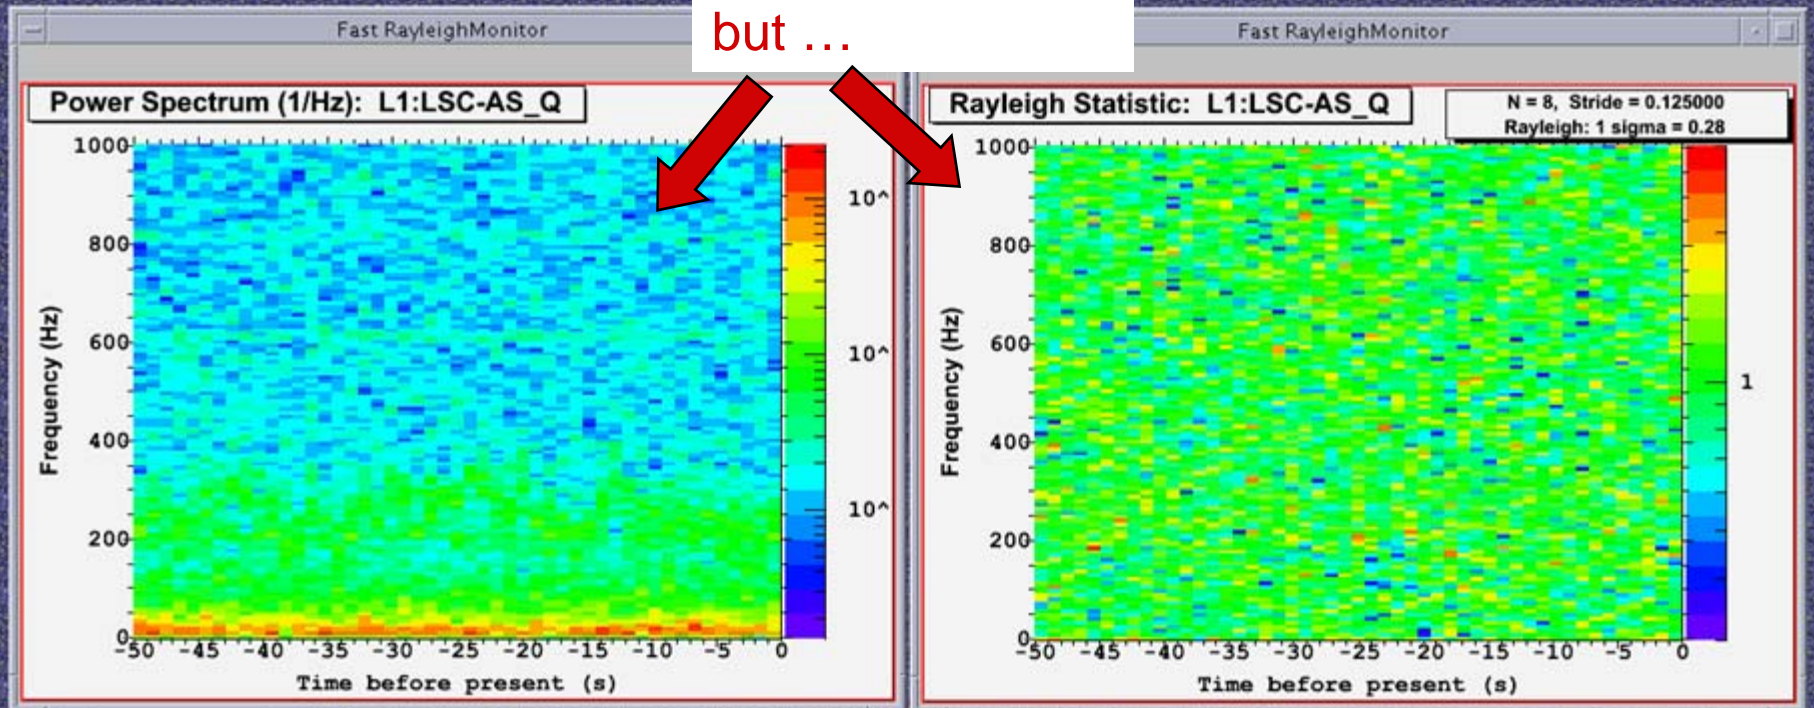 but …
Fast RayleighMonitor
Power Spectrum (1/Hz): L1:LSC-AS_Q
1000
800
600
400
200
0
Frequency (Hz)
-50 -45 -40 -35 -30 -25 -20 -15 -10 -5 0
Time before present (s)
10^
10^
10^
Fast RayleighMonitor
Rayleigh Statistic: L1:LSC-AS_Q
N = 8, Stride = 0.125000
Rayleigh: 1 sigma = 0.28
1000
800
600
400
200
0
Frequency (Hz)
-50 -45 -40 -35 -30 -25 -20 -15 -10 -5 0
Time before present (s)
1